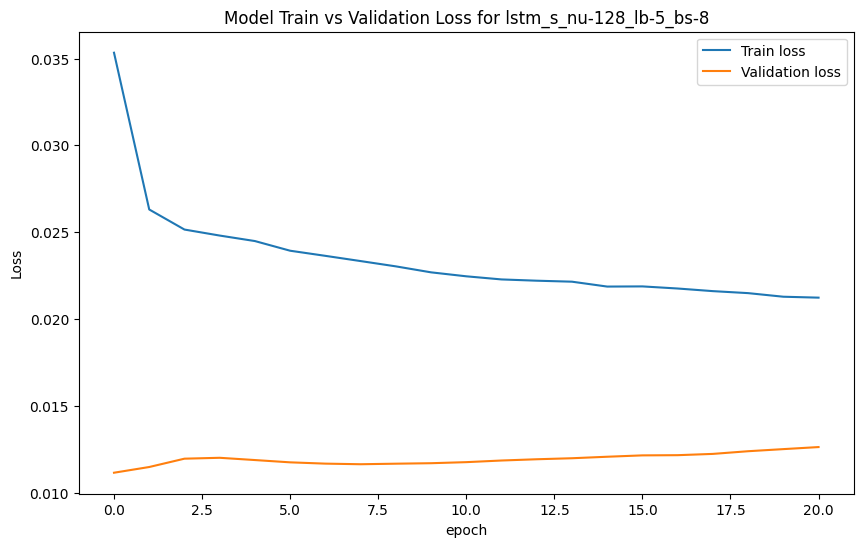 Model Train vs Validation Loss for lstm_s_nu-128_lb-5_bs-8
Train loss
Validation loss
0.035
0.030
0.025
0.020
0.015
0.010
Loss
0.0 2.5 5.0 7.5 10.0 12.5 15.0 17.5 20.0
epoch